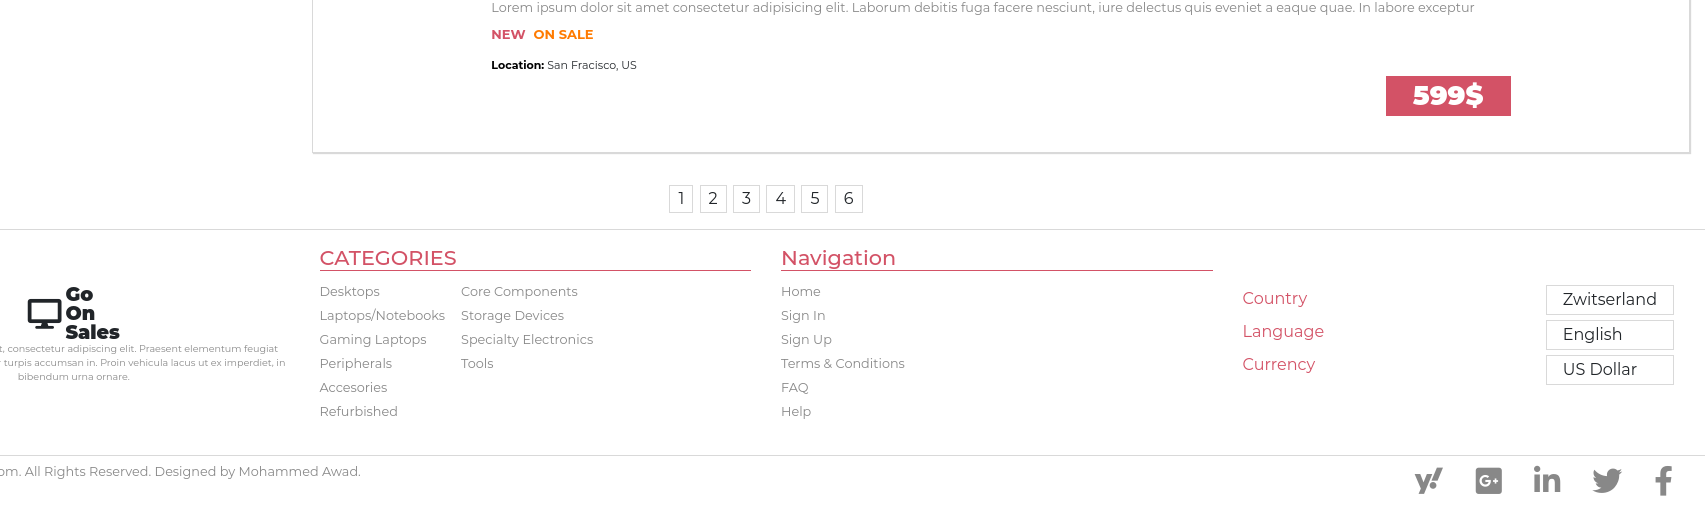 Lorem ipsum dolor sit amet consectetur adipisicing elit. Laborum debitis fuga facere nesciunt, iure delectus quis eveniet a eaque quae. In labore exceptur
NEW ON SALE
Location: San Fracisco, US
599$
1 2 3 4 5 6
Go
On
Sales
, consectetur adipiscing elit. Praesent elementum feugiat
turpis accumsan in. Proin vehicula lacus ut ex imperdiet, in
bibendum urna ornare.
CATEGORIES
Desktops
Laptops/Notebooks
Gaming Laptops
Peripherals
Accesories
Refurbished
Core Components
Storage Devices
Specialty Electronics
Tools
Navigation
Home
Sign In
Sign Up
Terms & Conditions
FAQ
Help
Country
Language
Currency
Zwitserland
English
US Dollar
om. All Rights Reserved. Designed by Mohammed Awad.